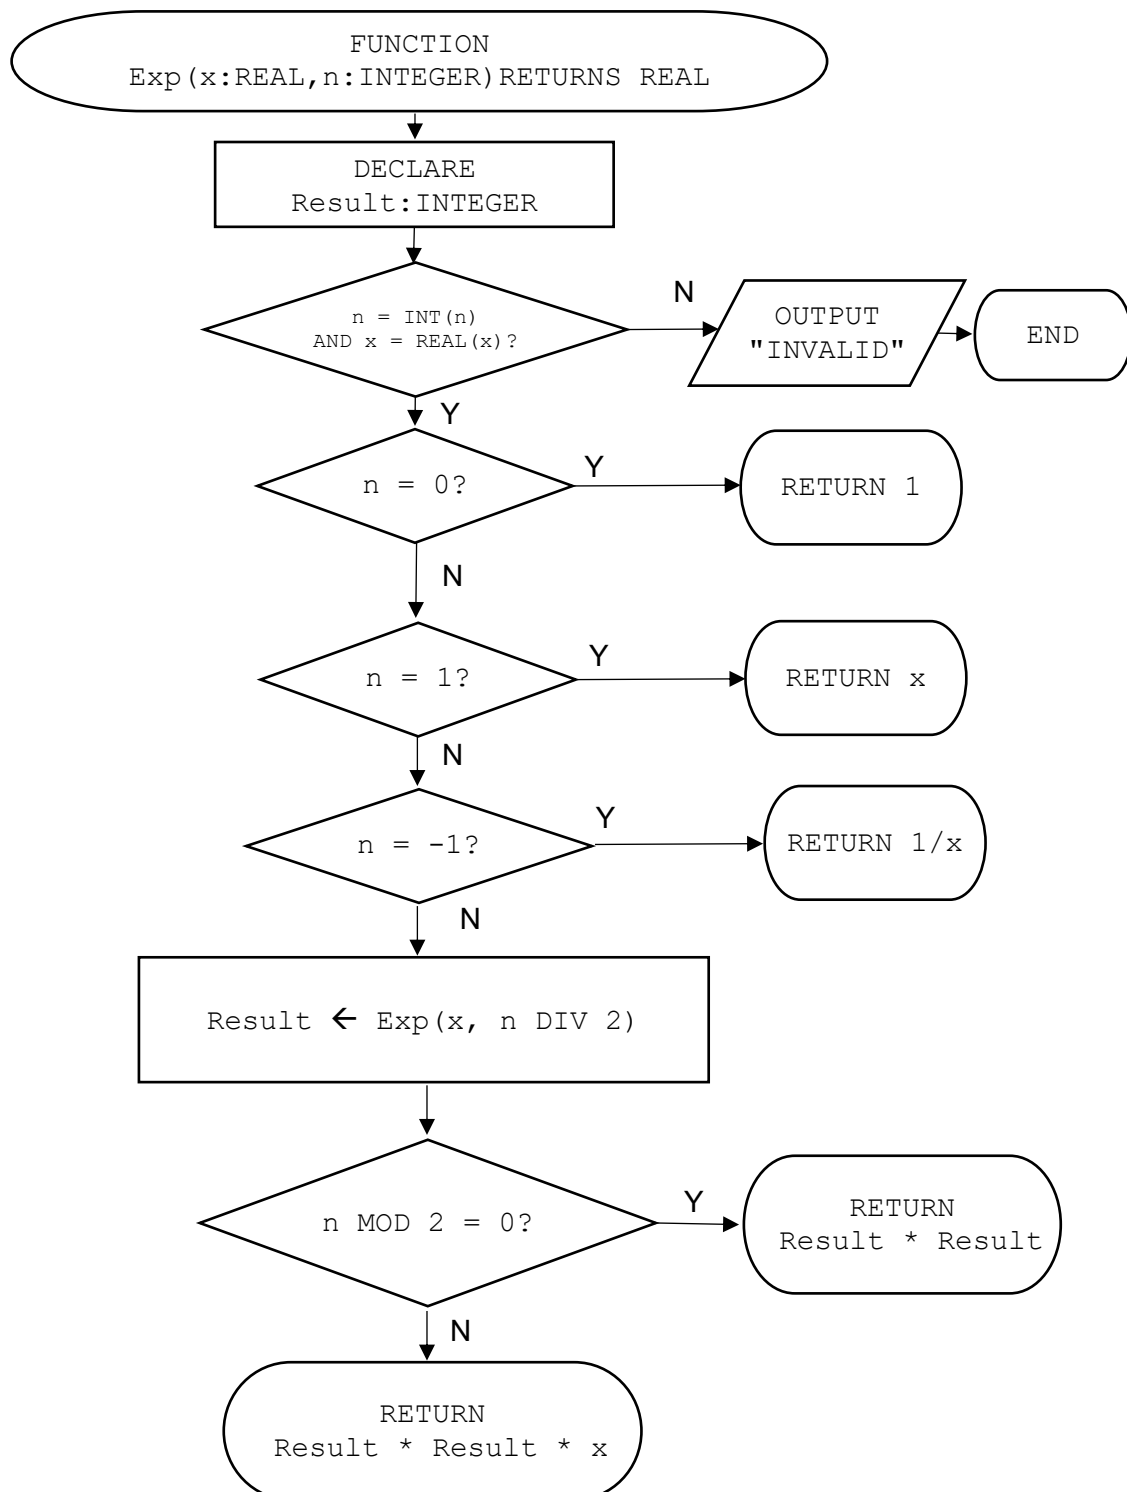 FUNCTION
Exp(x:REAL,n:INTEGER)RETURNS REAL
DECLARE
Result:INTEGER
n = INT(n)
AND x = REAL(x)?
N
OUTPUT
"INVALID"
END
Y
n = 0?
Y
RETURN 1
N
n = 1?
Y
RETURN x
N
n = -1?
Y
RETURN 1/x
N
Result ← Exp(x, n DIV 2)
n MOD 2 = 0?
Y
RETURN
Result * Result
N
RETURN
Result * Result * x